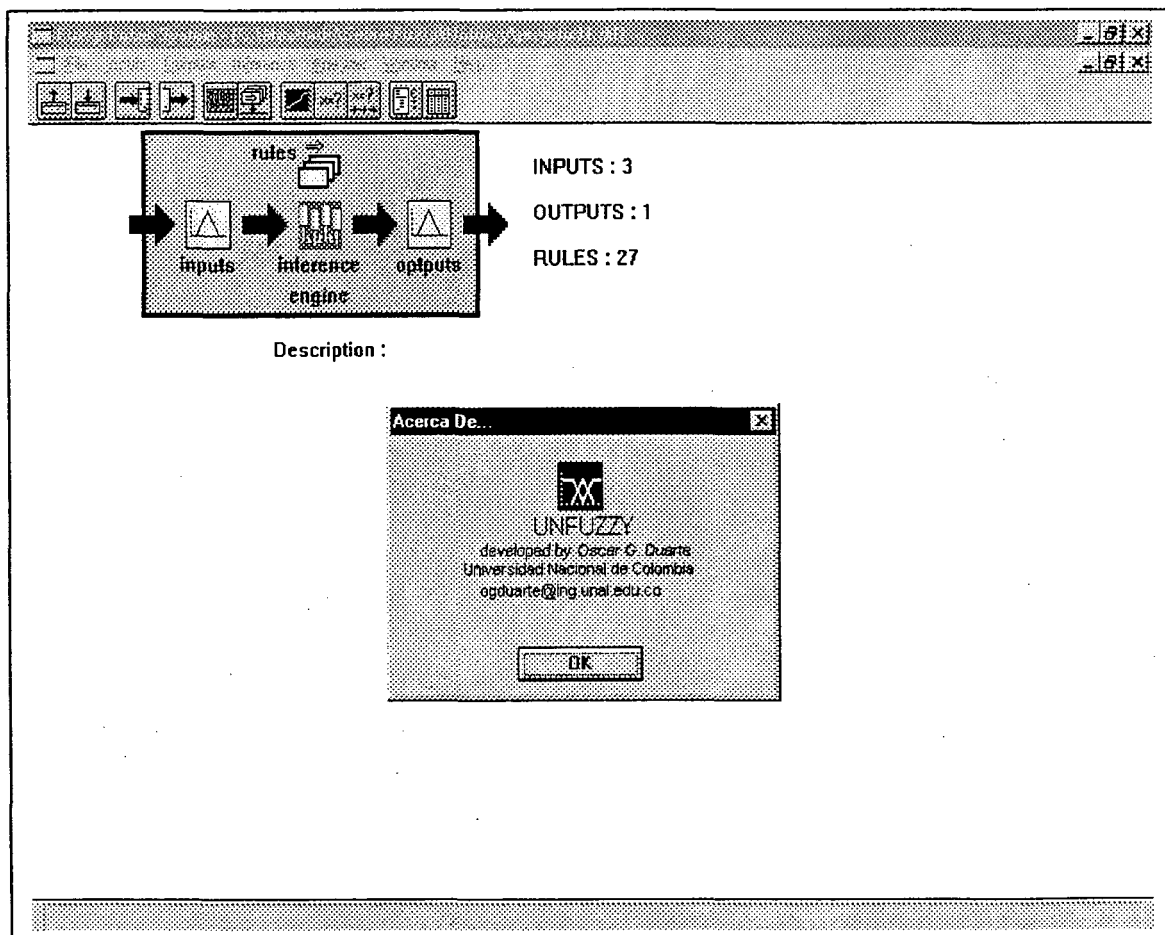 rules
inputs
inference
engine
optputs
INPUTS : 3
OUTPUTS : 1
RULES : 27
Description :
Acerca De...
UNFUZZY
developed by Oscar G. Duarte
Universidad Nacional de Colombia
ogduarte@ing.unal.edu.co
OK